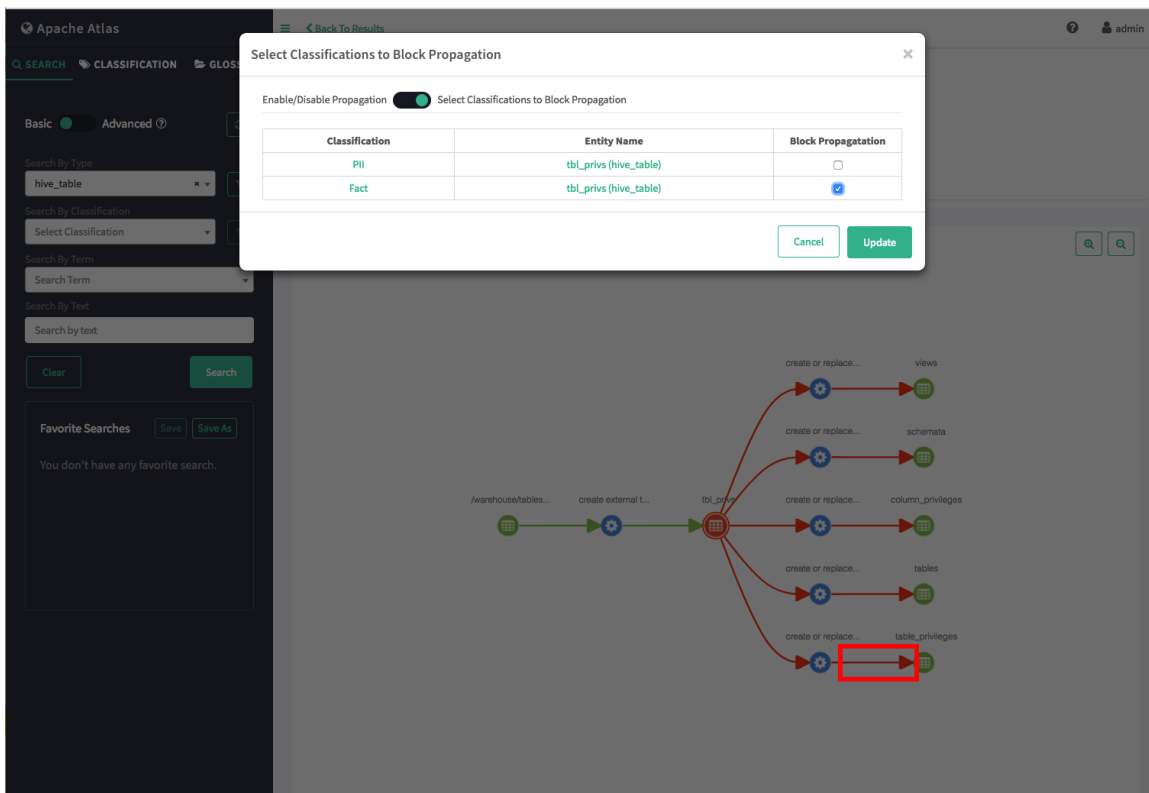 Apache Atlas
Back To Results
admin
SEARCH CLASSIFICATION GLOS
Select Classifications to Block Propagation
×
Enable/Disable Propagation Select Classifications to Block Propagation
Classification Entity Name Block Propagatation
PII tbl_privs (hive_table)
Fact tbl_privs (hive_table)
Cancel Update
Basic Advanced
Search By Type
hive_table
Search By Classification
Select Classification
Search By Term
Search Term
Search By Text
Search by text
Clear Search
Favorite Searches Save Save As
You don't have any favorite search.
create or replace... views
create or replace... schemata
/warehouse/tables... create external t... tbl_privs create or replace... column_privileges
create or replace... tables
create or replace... table_privileges